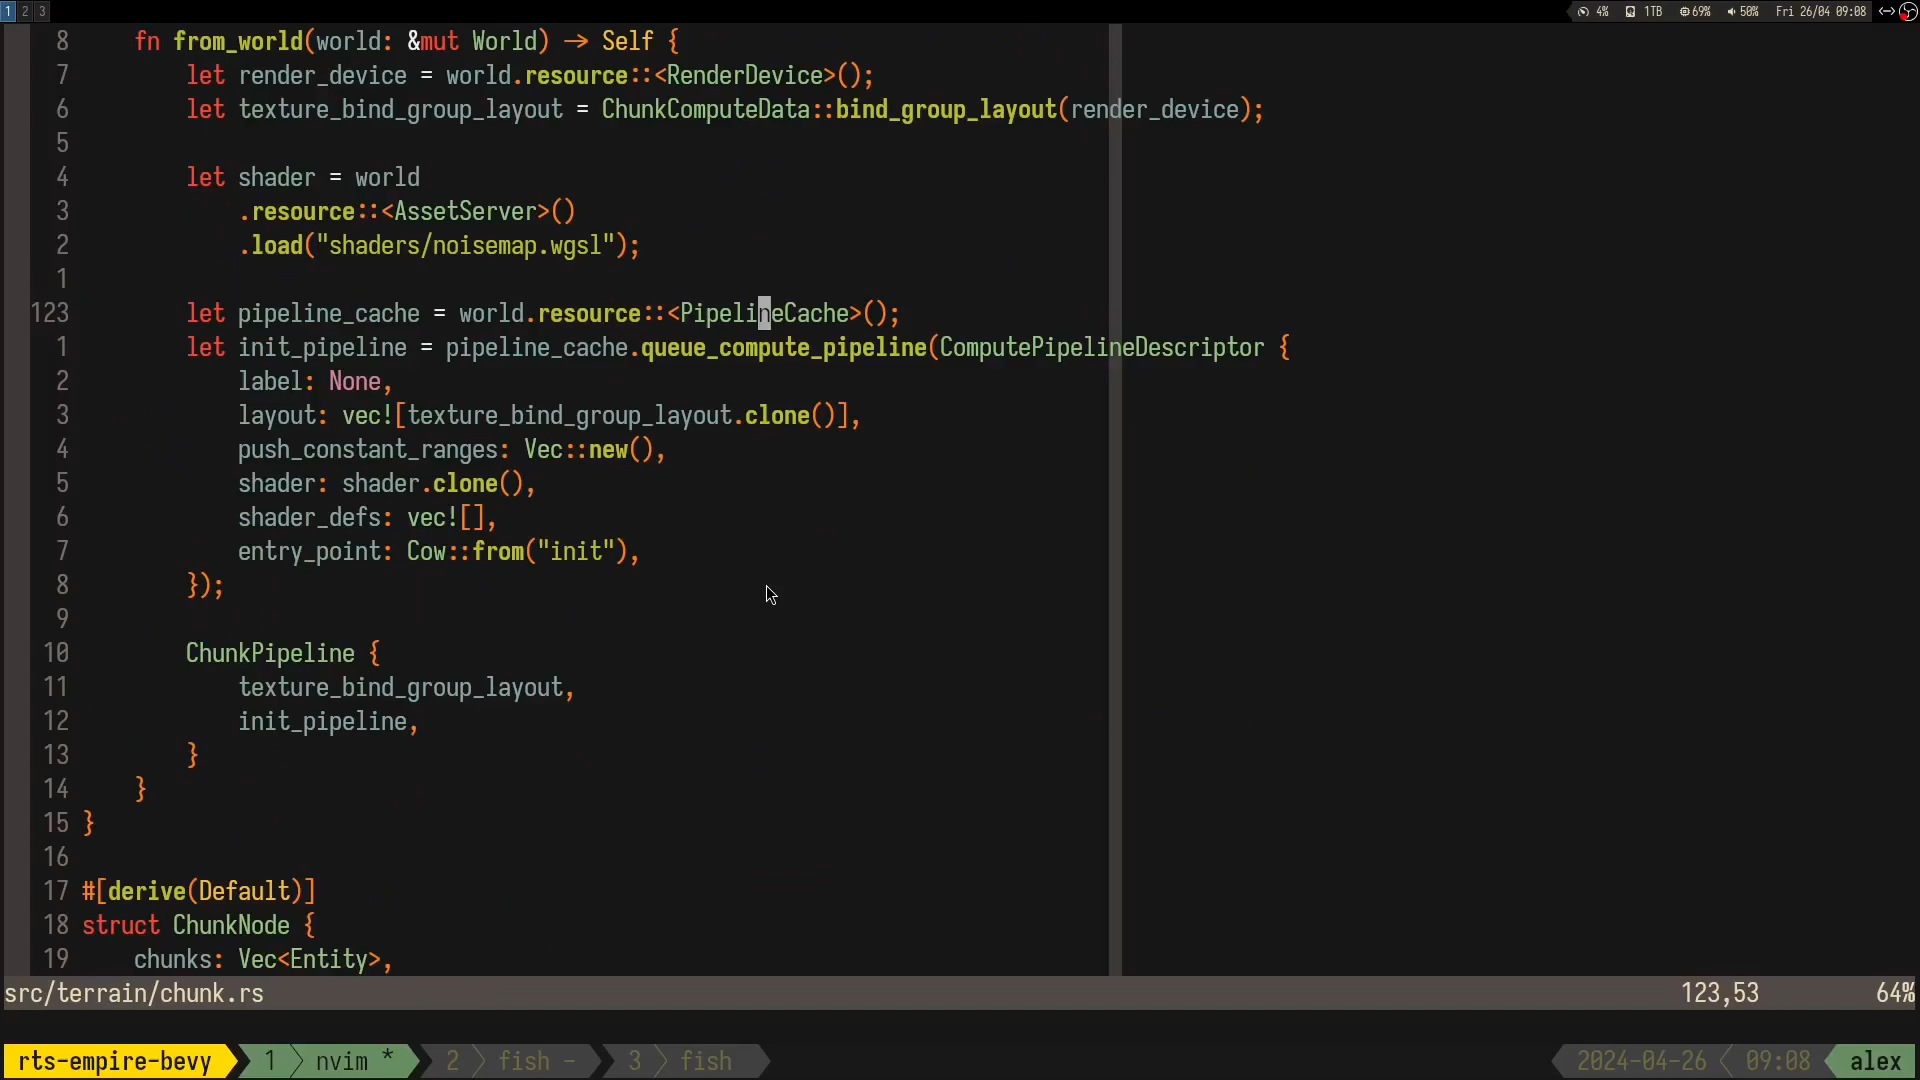 1 2 3 4% 1TB 69% 50% Fri 26/04 09:08
8 fn from_world(world: &mut World) -> Self {
7 let render_device = world.resource::<RenderDevice>();
6 let texture_bind_group_layout = ChunkComputeData::bind_group_layout(render_device);
5
4 let shader = world
3 .resource::<AssetServer>()
2 .load("shaders/noisemap.wgsl");
1
123 let pipeline_cache = world.resource::<PipelineCache>();
1 let init_pipeline = pipeline_cache.queue_compute_pipeline(ComputePipelineDescriptor {
2 label: None,
3 layout: vec![texture_bind_group_layout.clone()],
4 push_constant_ranges: Vec::new(),
5 shader: shader.clone(),
6 shader_defs: vec![],
7 entry_point: Cow::from("init"),
8 });
9
10 ChunkPipeline {
11 texture_bind_group_layout,
12 init_pipeline,
13 }
14 }
15 }
16
17 #[derive(Default)]
18 struct ChunkNode {
19 chunks: Vec<Entity>,
src/terrain/chunk.rs 123,53 64%
rts-empire-bevy 1 nvim * 2 fish - 3 fish 2024-04-26 09:08 alex